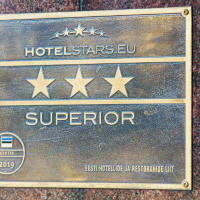 HOTELSTARS.EU
SUPERIOR
2019
EESTI HOTELLIDE JA RESTORANIDE LIIT